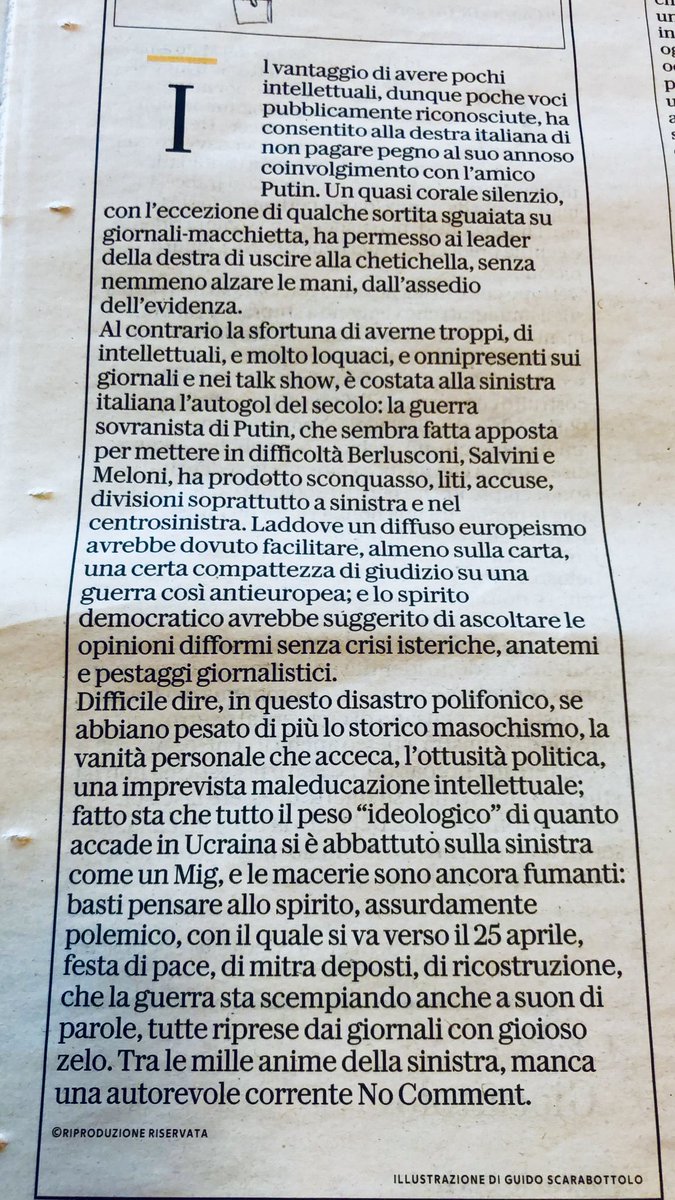 Il vantaggio di avere pochi
intellettuali, dunque poche voci
pubblicamente riconosciute, ha
consentito alla destra italiana di
non pagare pegno al suo annoso
coinvolgimento con l'amico
Putin. Un quasi corale silenzio,
con l'eccezione di qualche sortita sguaiata su
giornali-macchietta, ha permesso ai leader
della destra di uscire alla chetichella, senza
nemmeno alzare le mani, dall'assedio
dell'evidenza.
Al contrario la sfortuna di averne troppi, di
intellettuali, e molto loquaci, e onnipresenti sui
giornali e nei talk show, è costata alla sinistra
italiana l'autogol del secolo: la guerra
sovranista di Putin, che sembra fatta apposta
per mettere in difficoltà Berlusconi, Salvini e
Meloni, ha prodotto sconquasso, liti, accuse,
divisioni soprattutto a sinistra e nel
centrosinistra. Laddove un diffuso europeismo
avrebbe dovuto facilitare, almeno sulla carta,
una certa compattezza di giudizio su una
guerra così antieuropea; e lo spirito
democratico avrebbe suggerito di ascoltare le
opinioni difformi senza crisi isteriche, anatemi
e pestaggi giornalistici.
Difficile dire, in questo disastro polifonico, se
abbiano pesato di più lo storico masochismo, la
vanità personale che acceca, l'ottusità politica,
una imprevista maleducazione intellettuale;
fatto sta che tutto il peso “ideologico” di quanto
accade in Ucraina si è abbattuto sulla sinistra
come un Mig, e le macerie sono ancora fumanti:
basti pensare allo spirito, assurdamente
polemico, con il quale si va verso il 25 aprile,
festa di pace, di mitra deposti, di ricostruzione,
che la guerra sta scempiando anche a suon di
parole, tutte riprese dai giornali con gioioso
zelo. Tra le mille anime della sinistra, manca
una autorevole corrente No Comment.
©RIPRODUZIONE RISERVATA
ILLUSTRAZIONE DI GUIDO SCARABOTTOLO